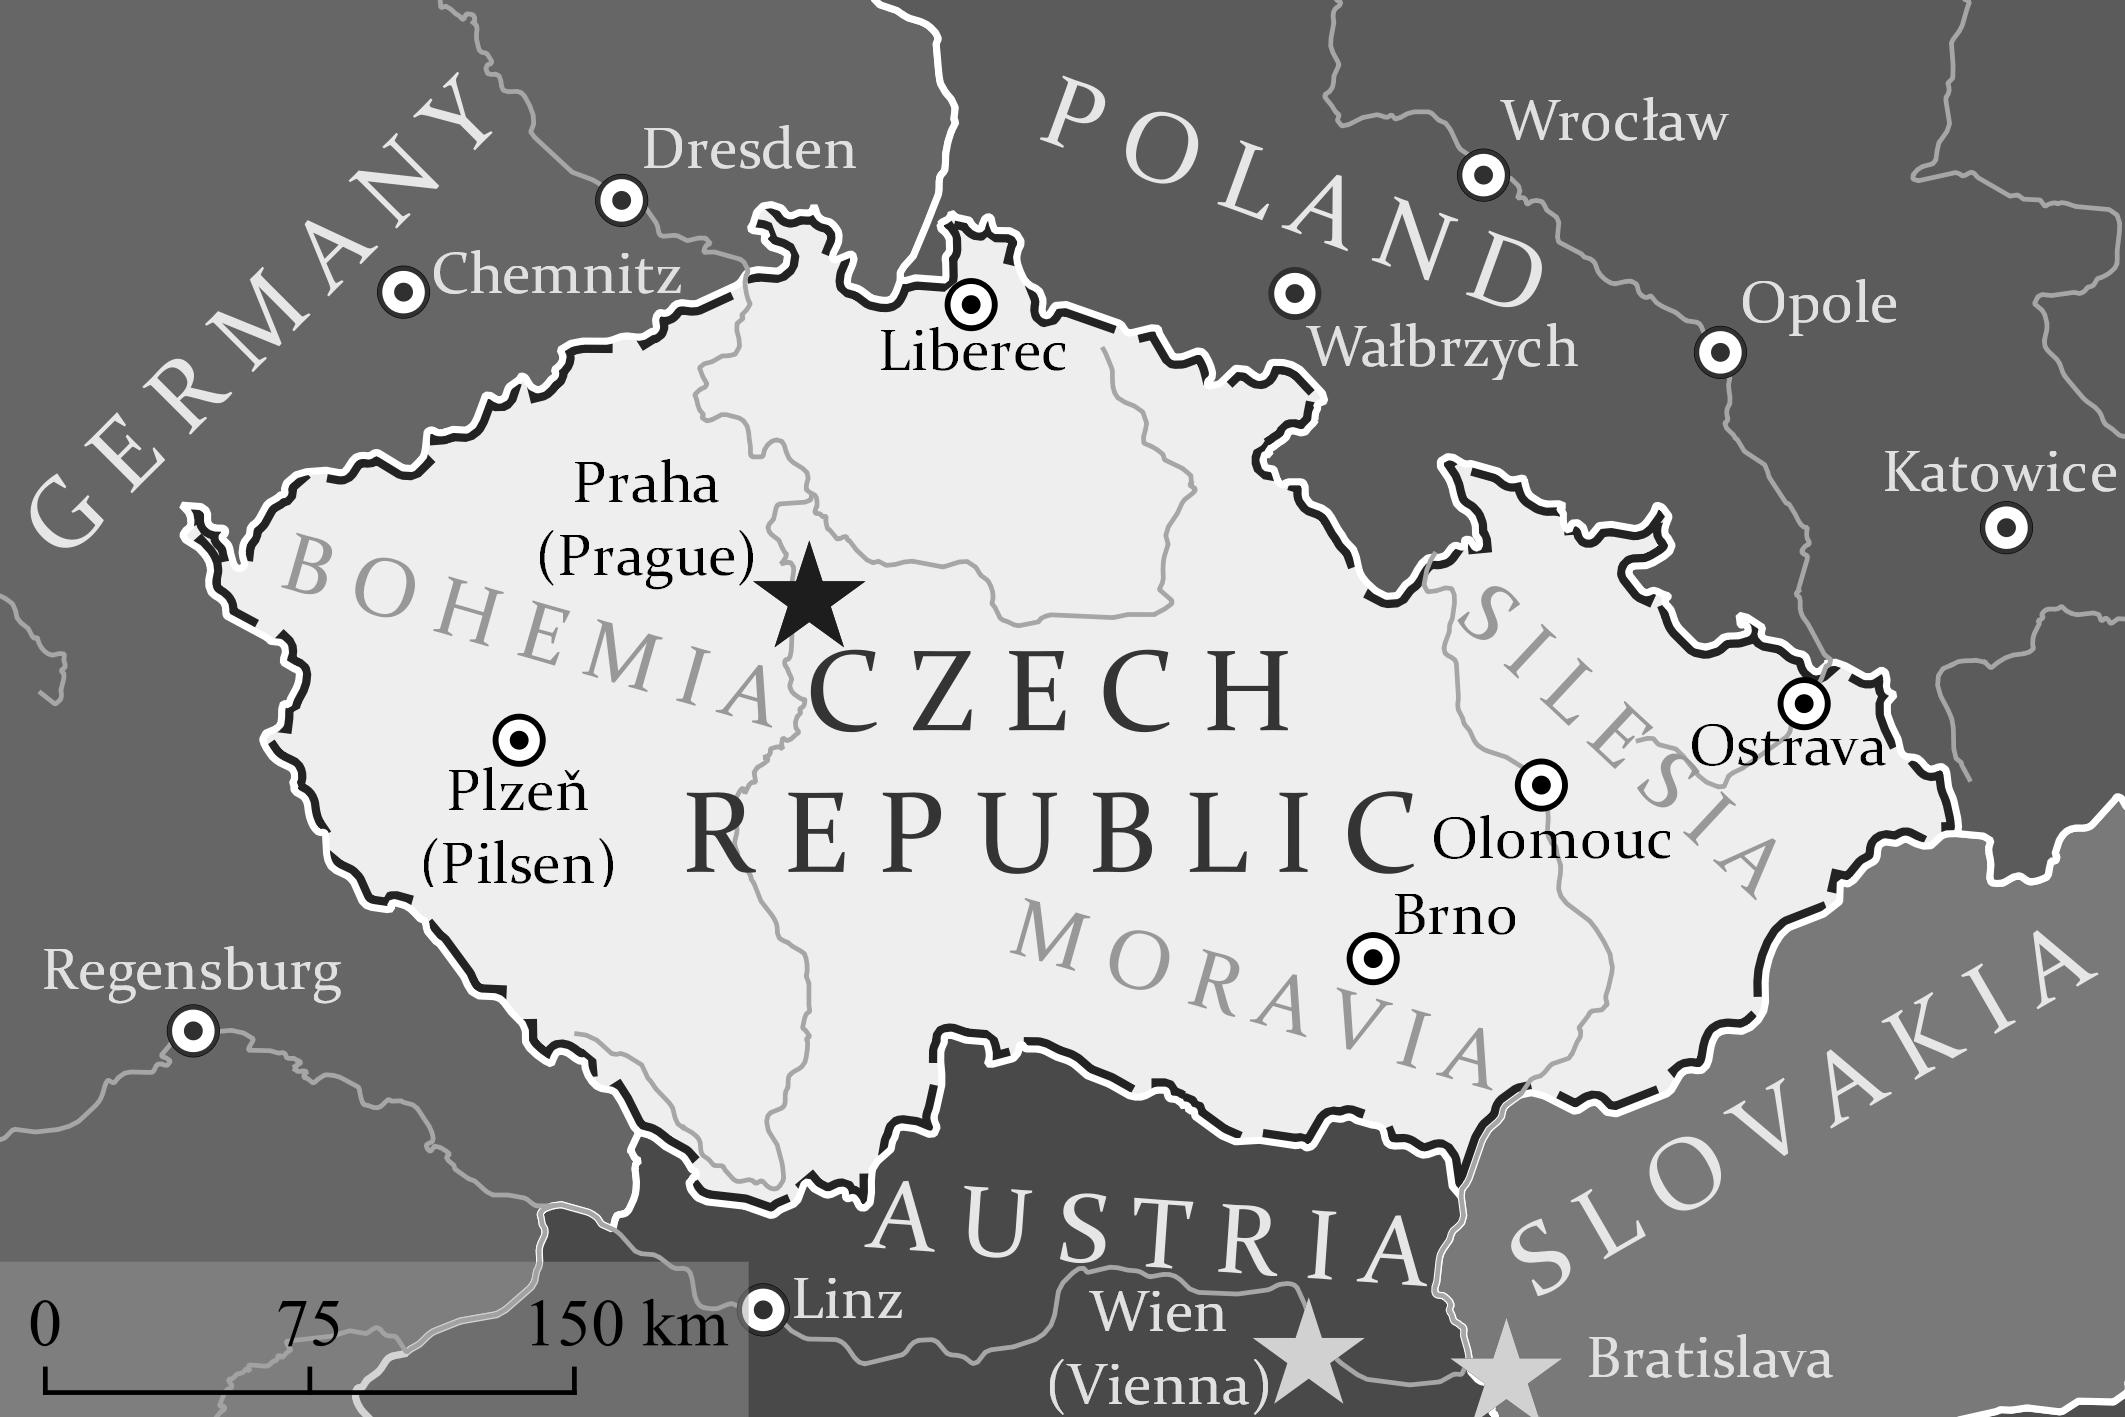 GERMANY
POLAND
Dresden
Wrocław
Chemnitz
Opole
Wałbrzych
Liberec
Katowice
Praha
(Prague)
BOHEMIA
SILESIA
CZECH
REPUBLIC
Ostrava
Plzeň
(Pilsen)
Olomouc
Brno
MORAVIA
Regensburg
SLOVAKIA
AUSTRIA
Linz
Wien
(Vienna)
Bratislava
0 75 150 km